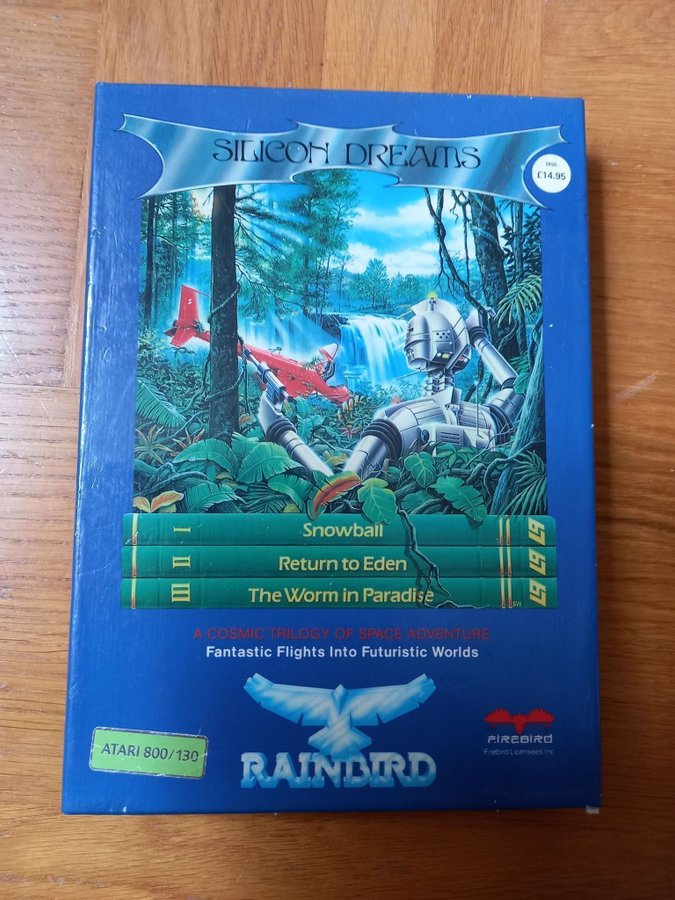 SILICON DREAMS
DISC
£14.95
I Snowball
II Return to Eden
III The Worm in Paradise
SW
A COSMIC TRILOGY OF SPACE ADVENTURE
Fantastic Flights Into Futuristic Worlds
ATARI 800/130
RAINBIRD
FIREBIRD
Firebird Licensees Inc